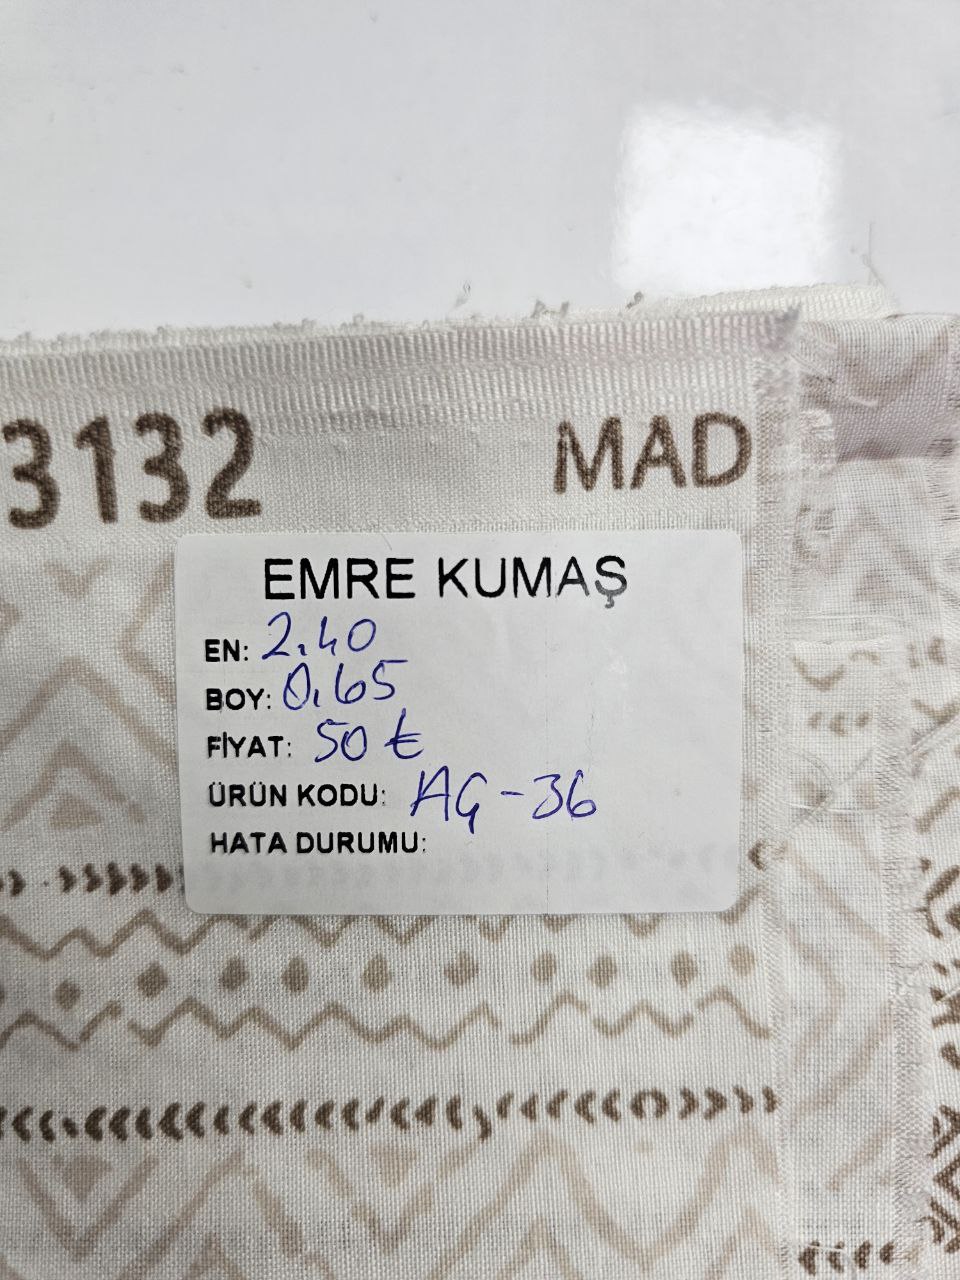 3132 MAD
EMRE KUMAŞ
EN: 2.40
BOY: 0.65
FİYAT: 50 ₺
ÜRÜN KODU: AG-36
HATA DURUMU: